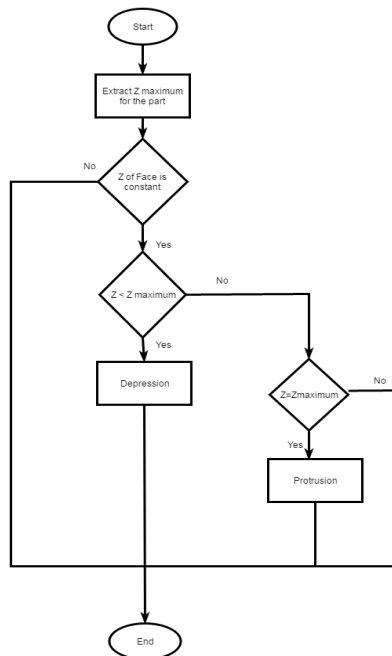 Start
Extract Z maximum
for the part
No
Z of Face is
constant
Yes
Z < Z maximum
No
Yes
Depression
Z=Zmaximum
No
Yes
Protrusion
End